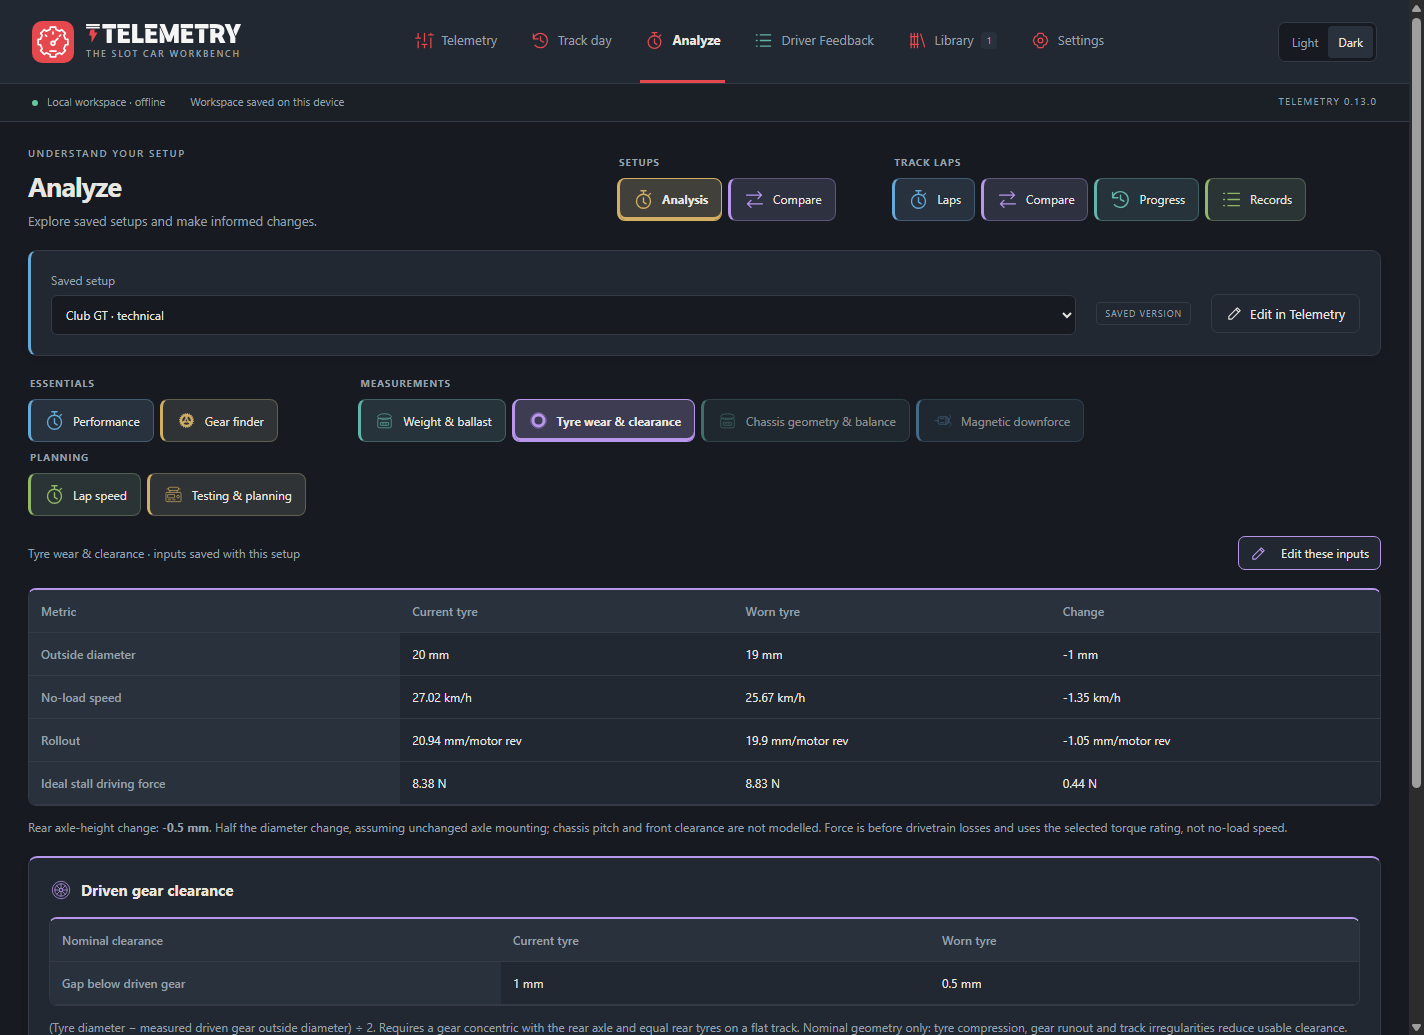 TELEMETRY
THE SLOT CAR WORKBENCH
Telemetry
Track day
Analyze
Driver Feedback
Library 1
Settings
Light Dark
Local workspace · offline
Workspace saved on this device
TELEMETRY 0.13.0
UNDERSTAND YOUR SETUP
Analyze
Explore saved setups and make informed changes.
SETUPS
Analysis
Compare
TRACK LAPS
Laps
Compare
Progress
Records
Saved setup
Club GT · technical
SAVED VERSION
Edit in Telemetry
ESSENTIALS
Performance
Gear finder
MEASUREMENTS
Weight & ballast
Tyre wear & clearance
Chassis geometry & balance
Magnetic downforce
PLANNING
Lap speed
Testing & planning
Tyre wear & clearance · inputs saved with this setup
Edit these inputs
Metric Current tyre Worn tyre Change
Outside diameter 20 mm 19 mm -1 mm
No-load speed 27.02 km/h 25.67 km/h -1.35 km/h
Rollout 20.94 mm/motor rev 19.9 mm/motor rev -1.05 mm/motor rev
Ideal stall driving force 8.38 N 8.83 N 0.44 N
Rear axle-height change: -0.5 mm. Half the diameter change, assuming unchanged axle mounting; chassis pitch and front clearance are not modelled. Force is before drivetrain losses and uses the selected torque rating, not no-load speed.
Driven gear clearance
Nominal clearance Current tyre Worn tyre
Gap below driven gear 1 mm 0.5 mm
(Tyre diameter − measured driven gear outside diameter) ÷ 2. Requires a gear concentric with the rear axle and equal rear tyres on a flat track. Nominal geometry only: tyre compression, gear runout and track irregularities reduce usable clearance.